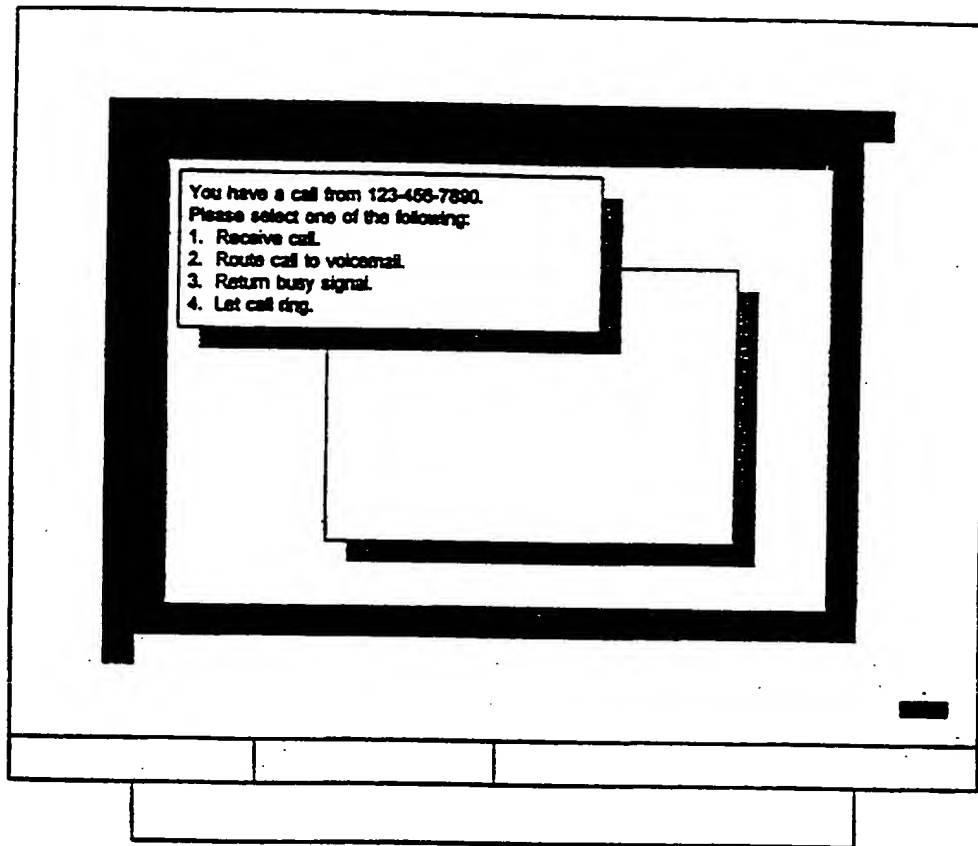 You have a call from 123-456-7890.
Please select one of the following:
1. Receive call.
2. Route call to voicemail.
3. Return busy signal.
4. Let call ring.